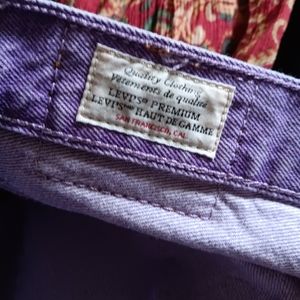 Quality Clothing
Vêtements de qualité
LEVI'S® PREMIUM
LEVI'S HAUT DE GAMME
SAN FRANCISCO, CAL